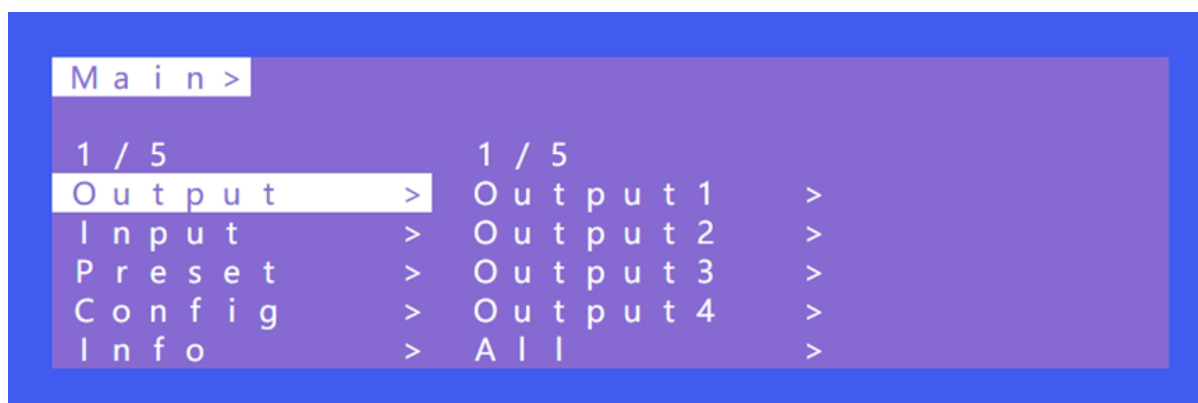 Main>
1/5 1/5
Output > Output1 >
Input > Output2 >
Preset > Output3 >
Config > Output4 >
Info > All >